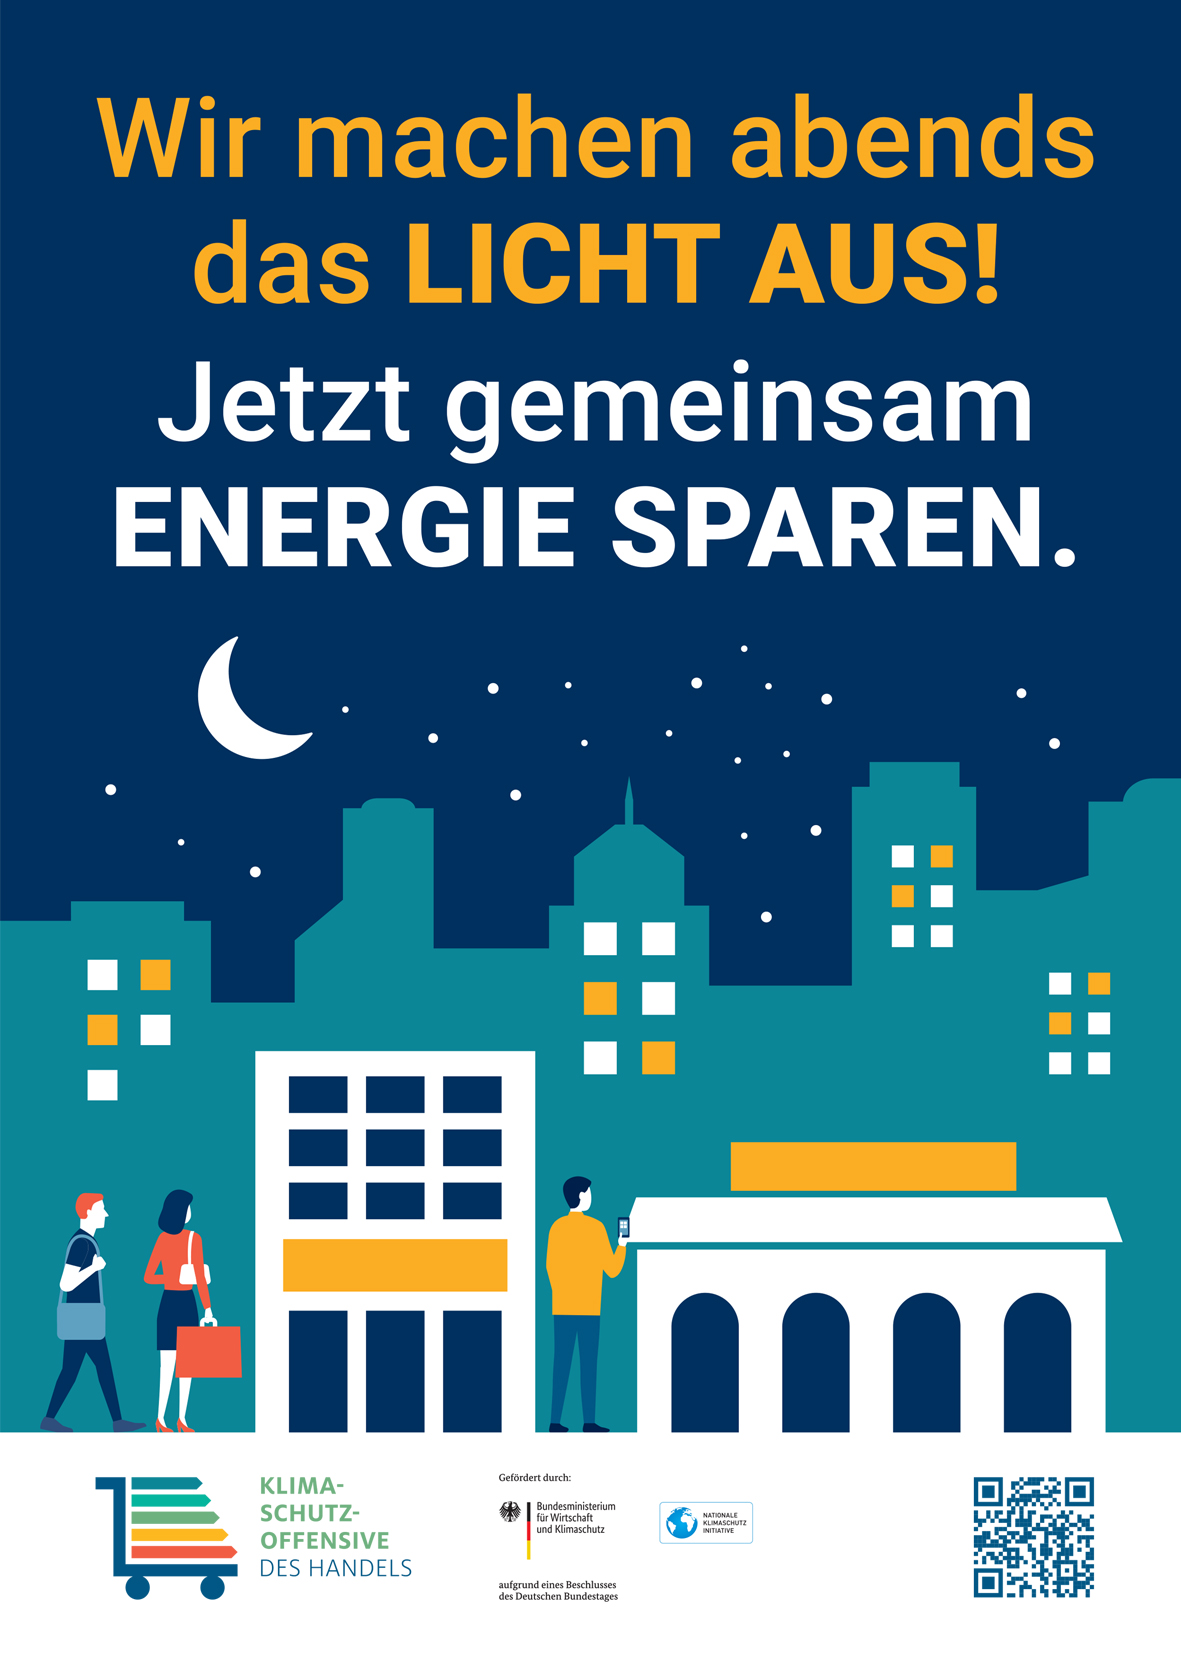 Wir machen abends
das LICHT AUS!
Jetzt gemeinsam
ENERGIE SPAREN.
KLIMA-
SCHUTZ-
OFFENSIVE
DES HANDELS
Gefördert durch:
Bundesministerium
für Wirtschaft
und Klimaschutz
aufgrund eines Beschlusses
des Deutschen Bundestages
NATIONALE
KLIMASCHUTZ
INITIATIVE